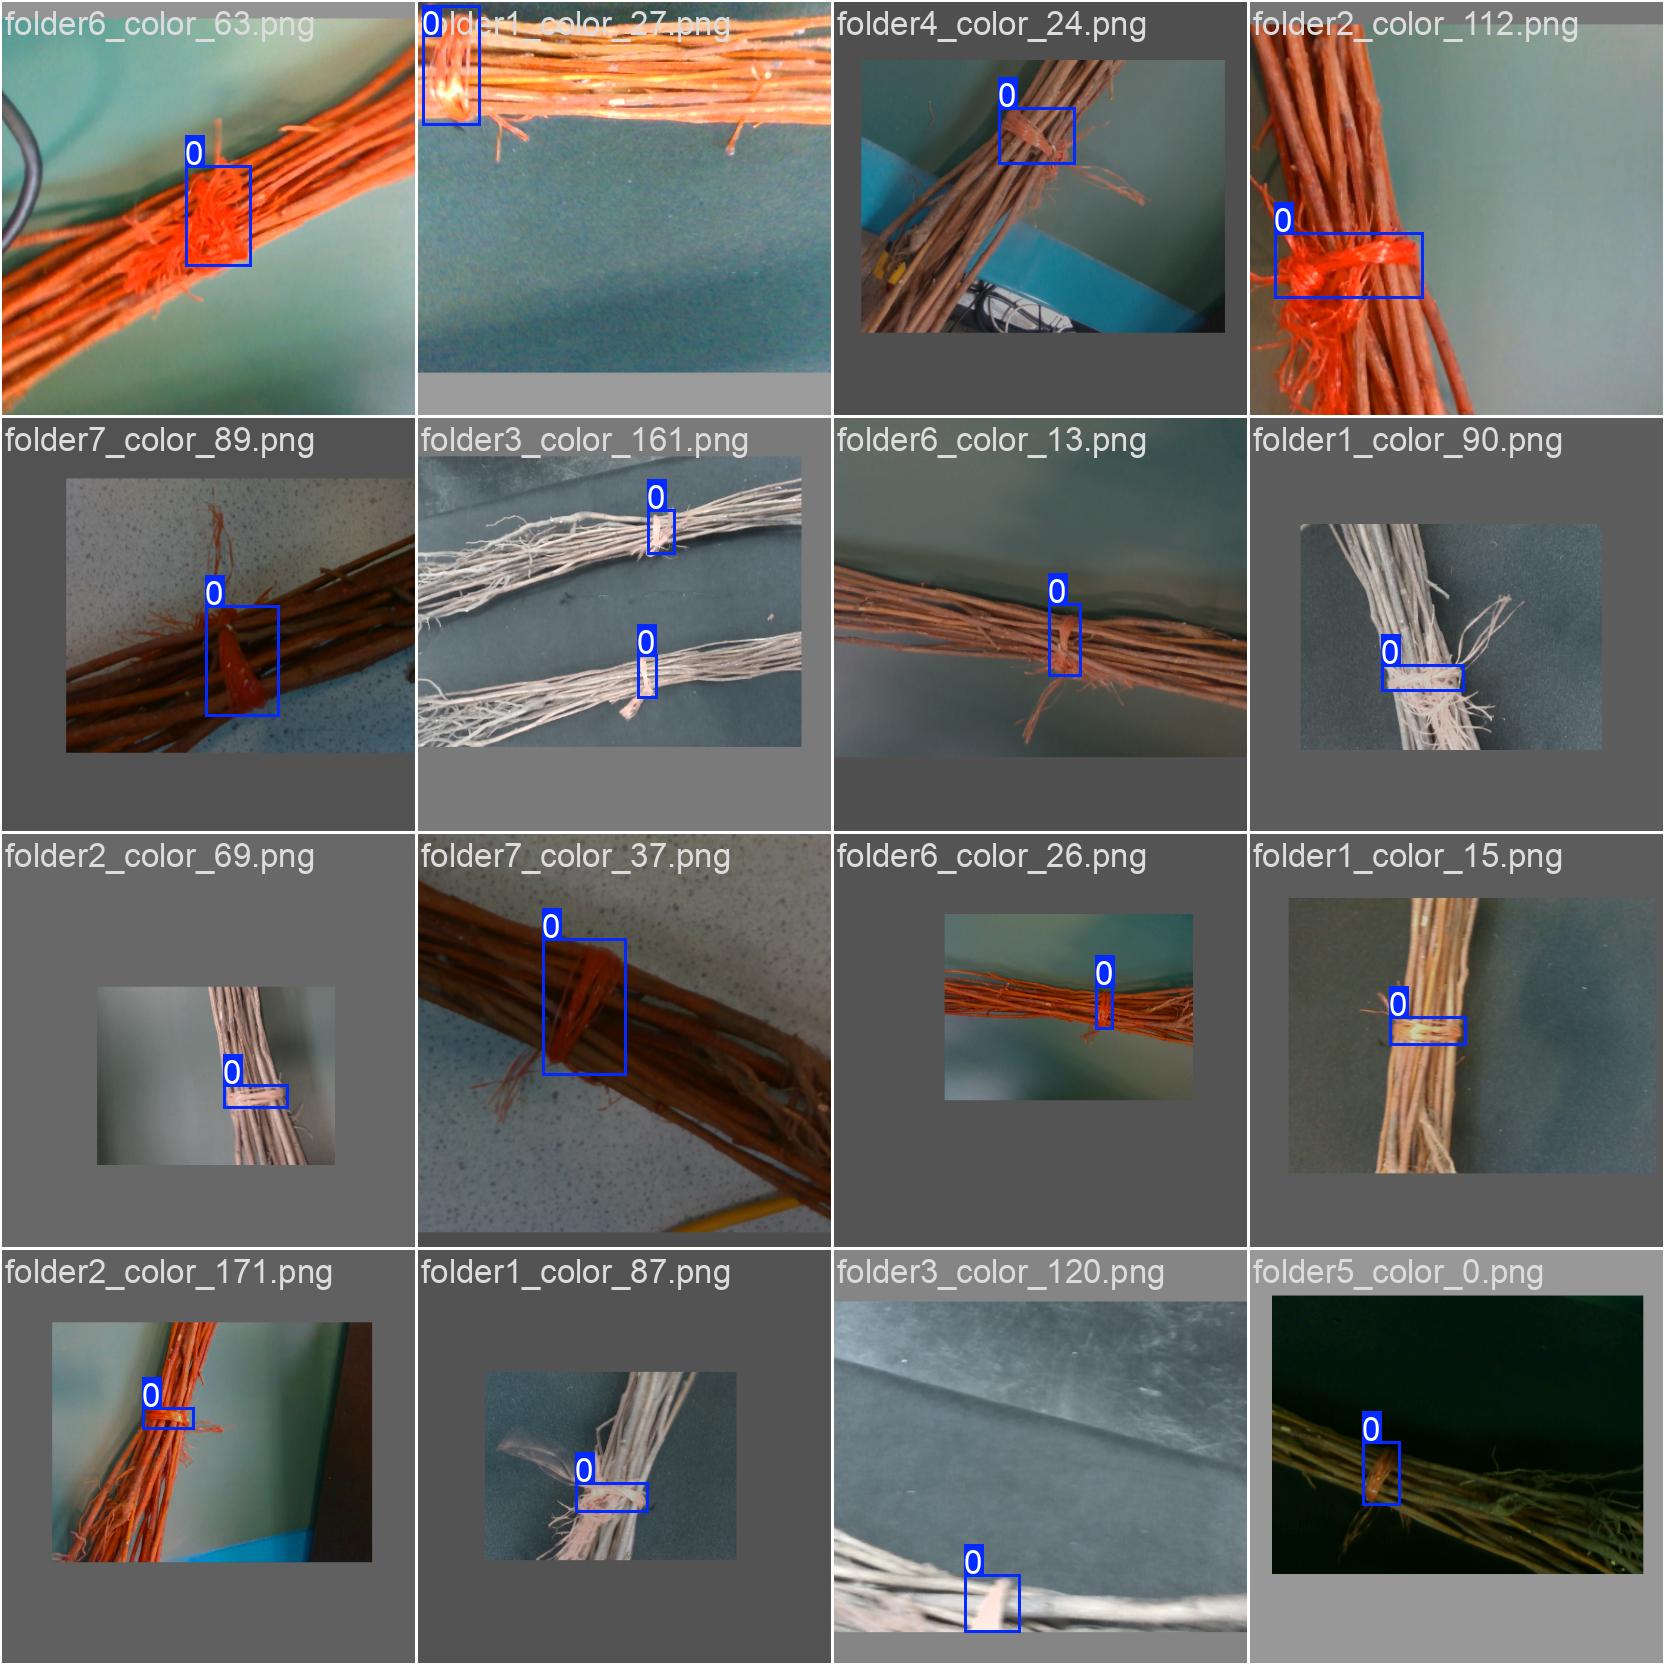 folder6_color_63.png
0
folder1_color_27.png
0
folder4_color_24.png
0
folder2_color_112.png
0
folder7_color_89.png
0
folder3_color_161.png
0
0
folder6_color_13.png
0
folder1_color_90.png
0
folder2_color_69.png
0
folder7_color_37.png
0
folder6_color_26.png
0
folder1_color_15.png
0
folder2_color_171.png
0
folder1_color_87.png
0
folder3_color_120.png
0
folder5_color_0.png
0